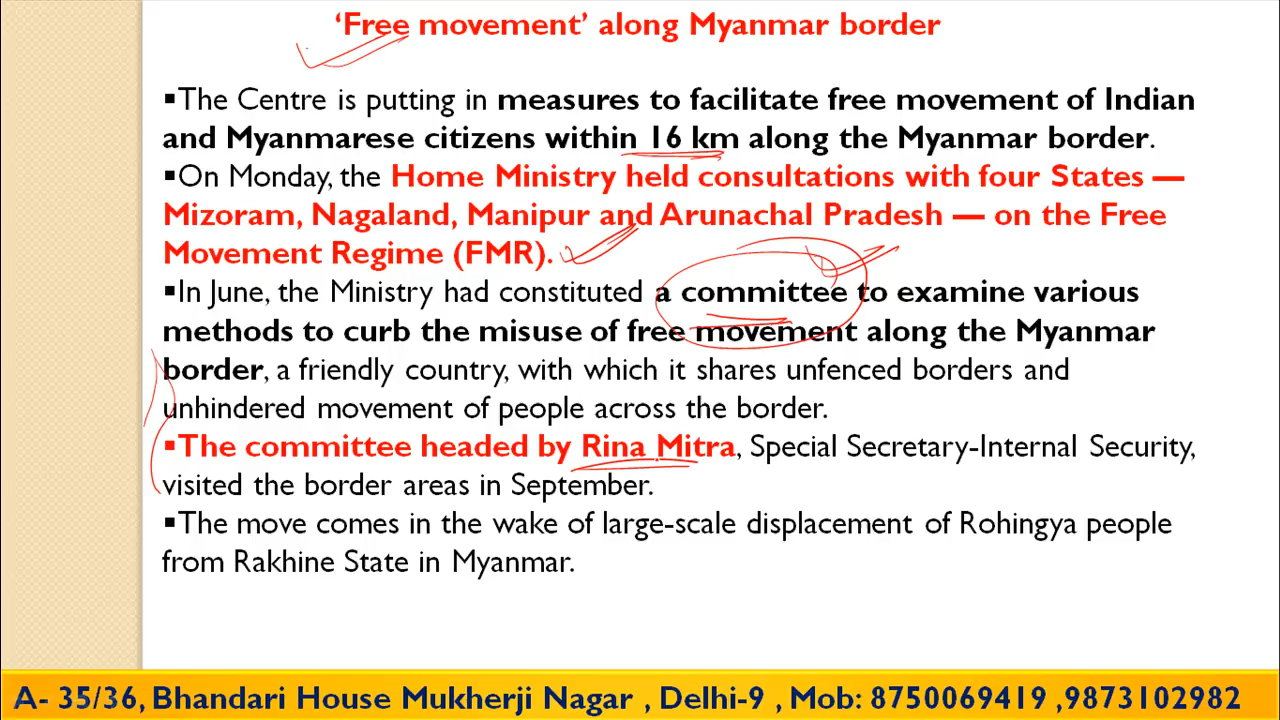 ‘Free movement’ along Myanmar border
▪The Centre is putting in measures to facilitate free movement of Indian
and Myanmarese citizens within 16 km along the Myanmar border.
▪On Monday, the Home Ministry held consultations with four States —
Mizoram, Nagaland, Manipur and Arunachal Pradesh — on the Free
Movement Regime (FMR).
▪In June, the Ministry had constituted a committee to examine various
methods to curb the misuse of free movement along the Myanmar
border, a friendly country, with which it shares unfenced borders and
unhindered movement of people across the border.
▪The committee headed by Rina Mitra, Special Secretary-Internal Security,
visited the border areas in September.
▪The move comes in the wake of large-scale displacement of Rohingya people
from Rakhine State in Myanmar.
A- 35/36, Bhandari House Mukherji Nagar , Delhi-9 , Mob: 8750069419 ,9873102982